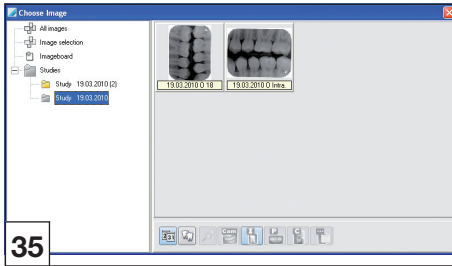 Choose Image
All images
Image selection
Imageboard
Studies
Study 19.03.2010 (2)
Study 19.03.2010
19.03.2010 O 18
19.03.2010 O Intra.
35